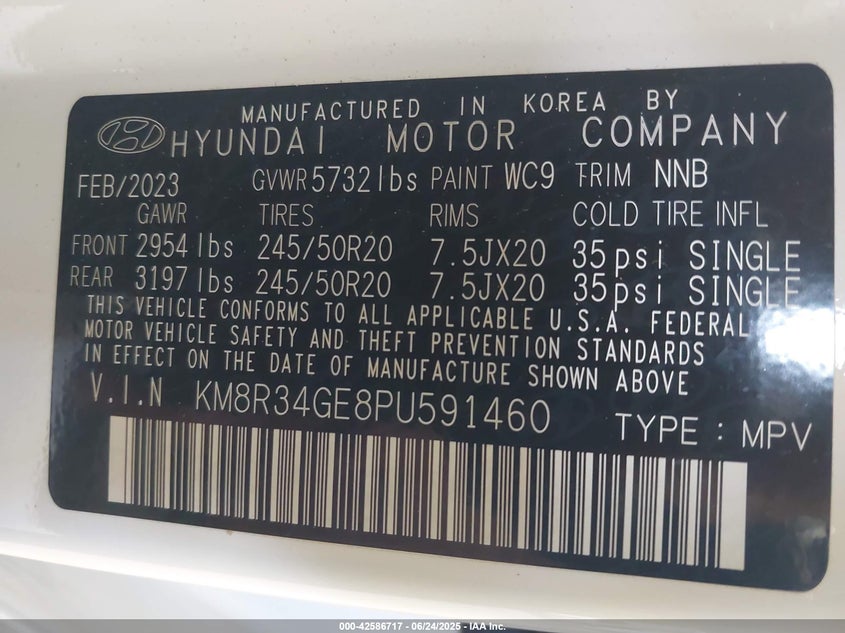 MANUFACTURED IN KOREA BY
HYUNDAI MOTOR COMPANY
FEB/2023 GVWR 5732 lbs PAINT WC9 TRIM NNB
GAWR TIRES RIMS COLD TIRE INFL
FRONT 2954 lbs 245/50R20 7.5JX20 35psi SINGLE
REAR 3197 lbs 245/50R20 7.5JX20 35psi SINGLE
THIS VEHICLE CONFORMS TO ALL APPLICABLE U.S.A. FEDERAL
MOTOR VEHICLE SAFETY AND THEFT PREVENTION STANDARDS
IN EFFECT ON THE DATE OF MANUFACTURE SHOWN ABOVE
V.I.N KM8R34GE8PU591460
TYPE : MPV
000-42586717 - 06/24/2025 - IAA Inc.